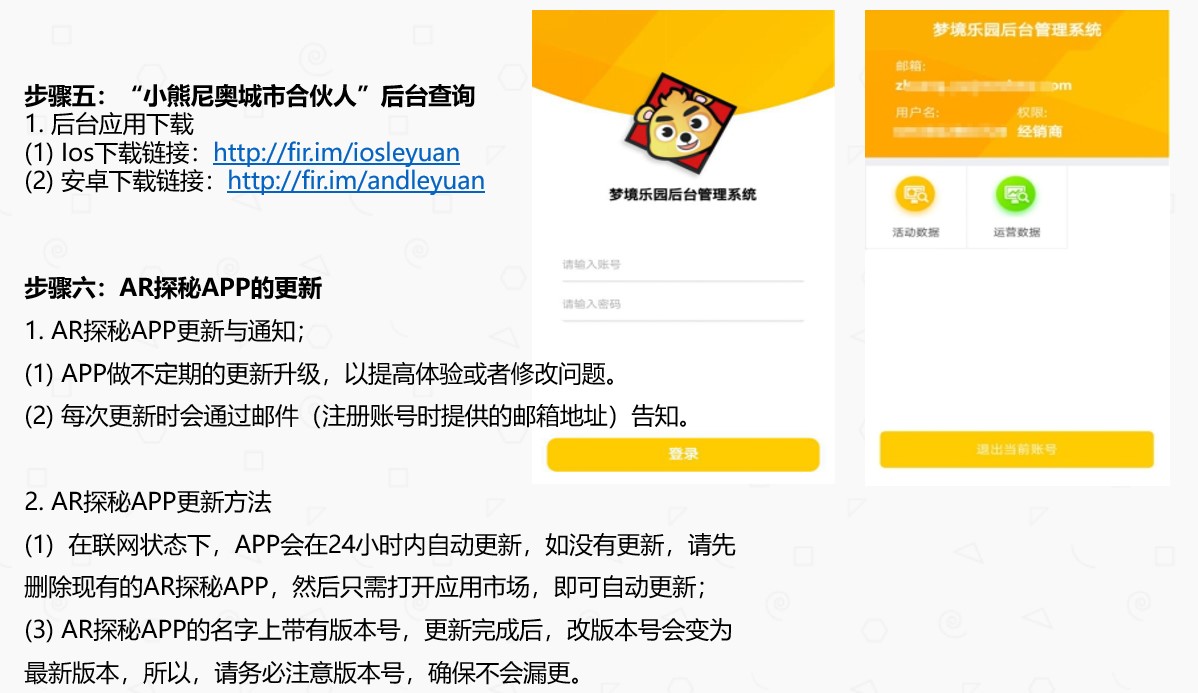 步骤五：“小熊尼奥城市合伙人”后台查询
1. 后台应用下载
(1) Ios下载链接：http://fir.im/iosleyuan
(2) 安卓下载链接：http://fir.im/andleyuan
步骤六：AR探秘APP的更新
1. AR探秘APP更新与通知；
(1) APP做不定期的更新升级，以提高体验或者修改问题。
(2) 每次更新时会通过邮件（注册账号时提供的邮箱地址）告知。
2. AR探秘APP更新方法
(1) 在联网状态下，APP会在24小时内自动更新，如没有更新，请先
删除现有的AR探秘APP，然后只需打开应用市场，即可自动更新；
(3) AR探秘APP的名字上带有版本号，更新完成后，改版本号会变为
最新版本，所以，请务必注意版本号，确保不会漏更。
梦境乐园后台管理系统
请输入账号
请输入密码
登录
梦境乐园后台管理系统
邮箱:
用户名: 权限:
经销商
活动数据 运营数据
退出当前账号